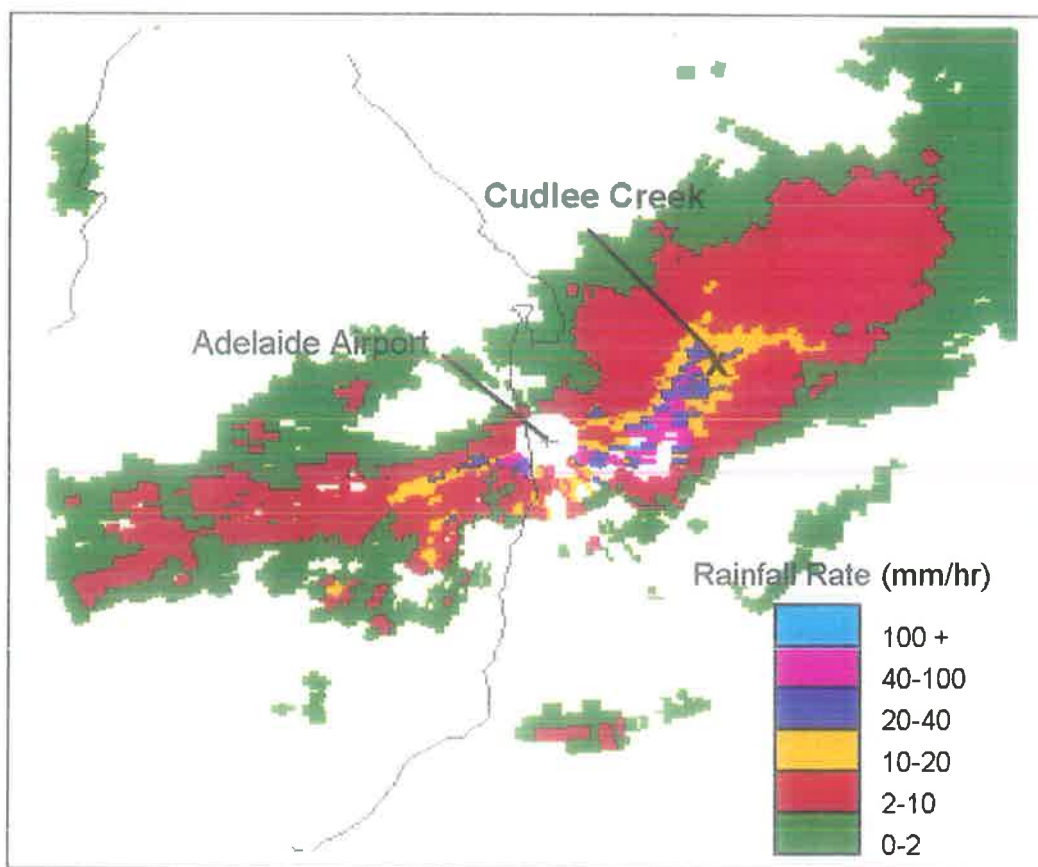 Cudlee Creek
Adelaide Airport
Rainfall Rate (mm/hr)
100 +
40-100
20-40
10-20
2-10
0-2